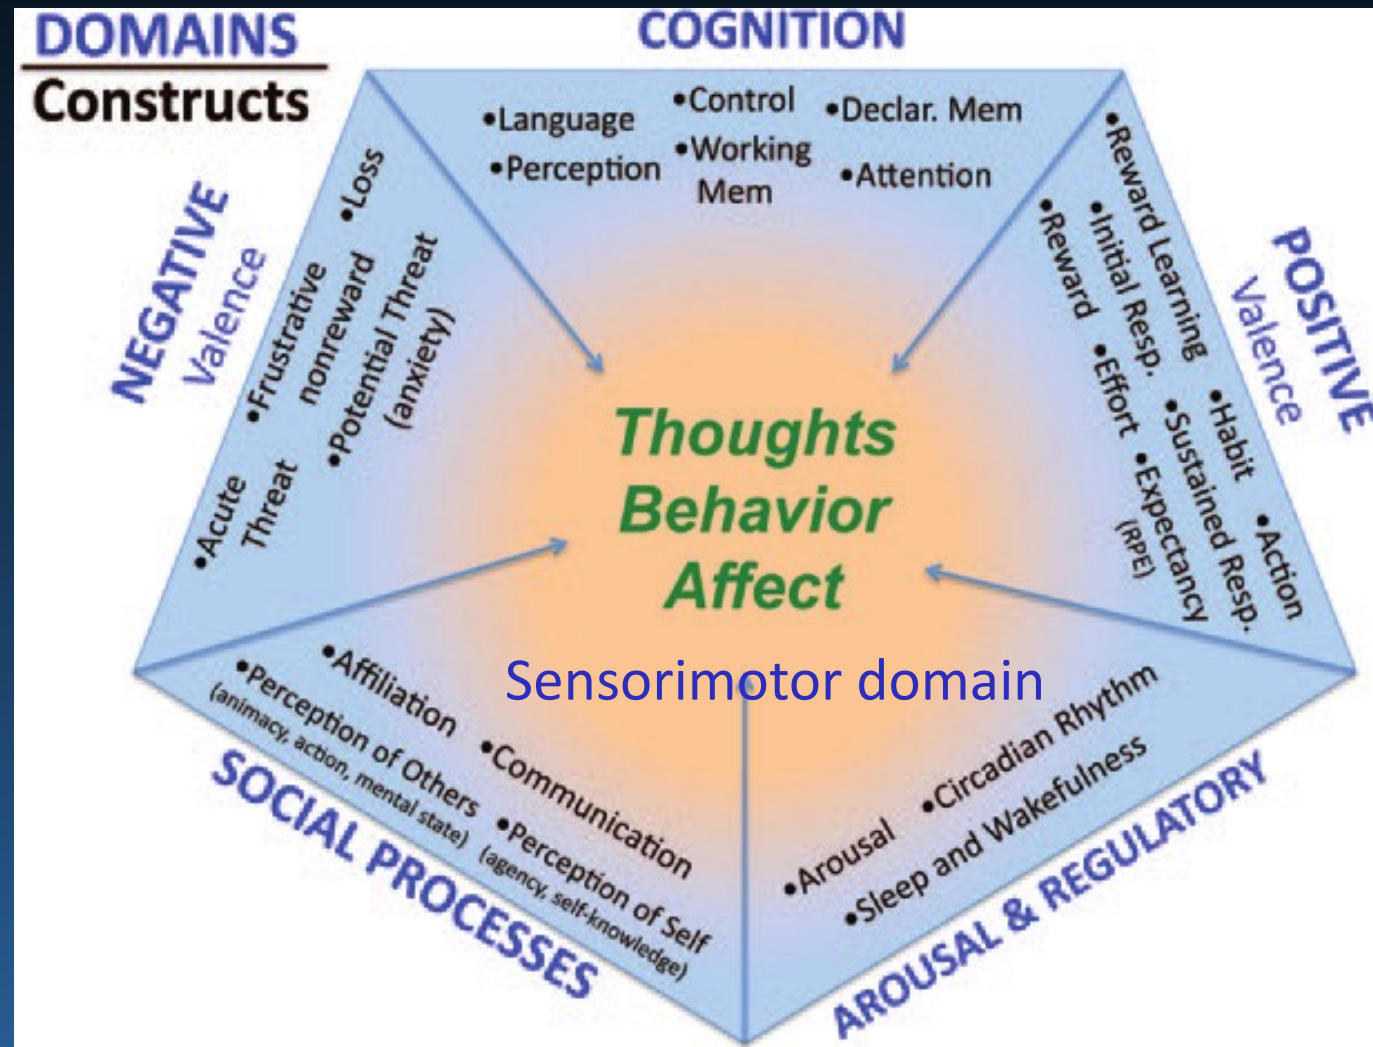 DOMAINS
Constructs
COGNITION
•Language
•Perception
•Control
•Working
Mem
•Declar. Mem
•Attention
NEGATIVE
Valence
•Loss
•Frustrative
nonreward
•Potential Threat
(anxiety)
•Acute
Threat
POSITIVE
Valence
•Reward Learning
•Initial Resp.
•Reward
•Habit
•Sustained Resp.
•Effort
•Expectancy
(RPE)
•Action
Thoughts
Behavior
Affect
Sensorimotor domain
SOCIAL PROCESSES
•Affiliation
•Perception of Others
(animacy, action, mental state)
•Communication
•Perception of Self
(agency, self-knowledge)
AROUSAL & REGULATORY
•Circadian Rhythm
•Arousal
•Sleep and Wakefulness